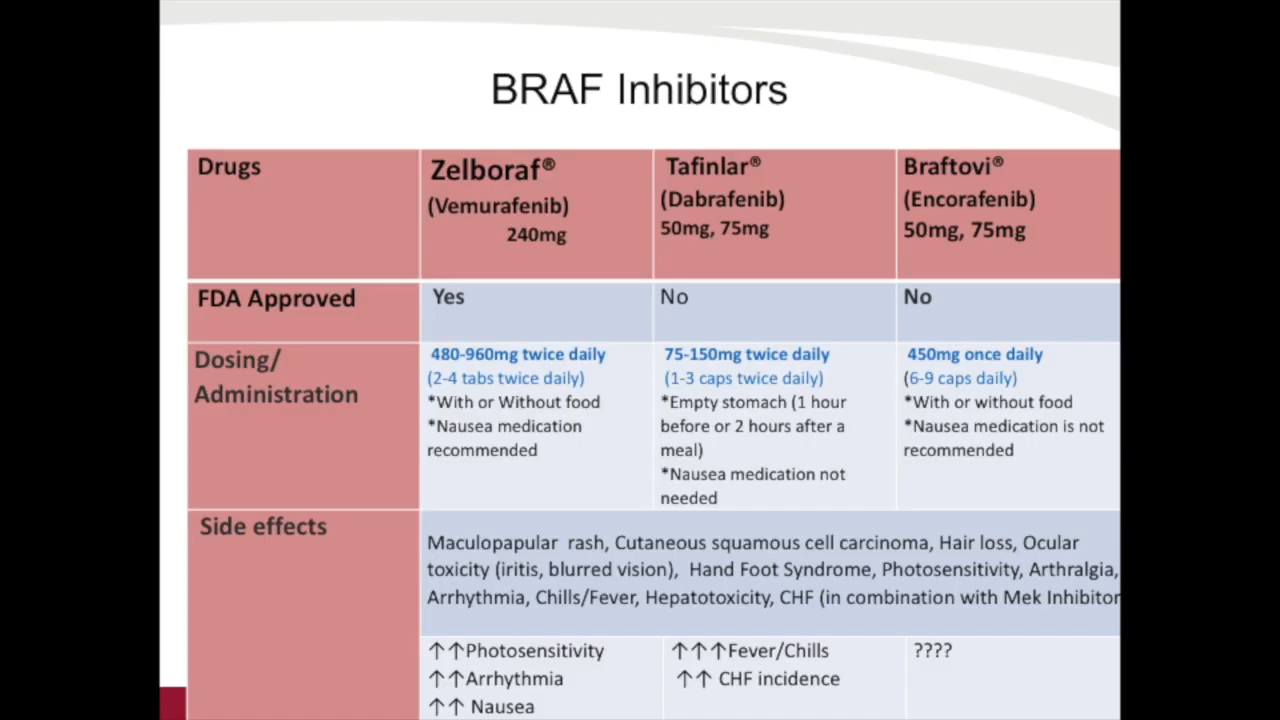 BRAF Inhibitors
Drugs
Zelboraf®
(Vemurafenib)
240mg
Tafinlar®
(Dabrafenib)
50mg, 75mg
Braftovi®
(Encorafenib)
50mg, 75mg
FDA Approved
Yes
No
No
Dosing/
Administration
480-960mg twice daily
(2-4 tabs twice daily)
*With or Without food
*Nausea medication
recommended
75-150mg twice daily
(1-3 caps twice daily)
*Empty stomach (1 hour
before or 2 hours after a
meal)
*Nausea medication not
needed
450mg once daily
(6-9 caps daily)
*With or without food
*Nausea medication is not
recommended
Side effects
Maculopapular rash, Cutaneous squamous cell carcinoma, Hair loss, Ocular
toxicity (iritis, blurred vision), Hand Foot Syndrome, Photosensitivity, Arthralgia,
Arrhythmia, Chills/Fever, Hepatotoxicity, CHF (in combination with Mek Inhibitor
↑↑Photosensitivity
↑↑Arrhythmia
↑↑ Nausea
↑↑↑Fever/Chills
↑↑ CHF incidence
????